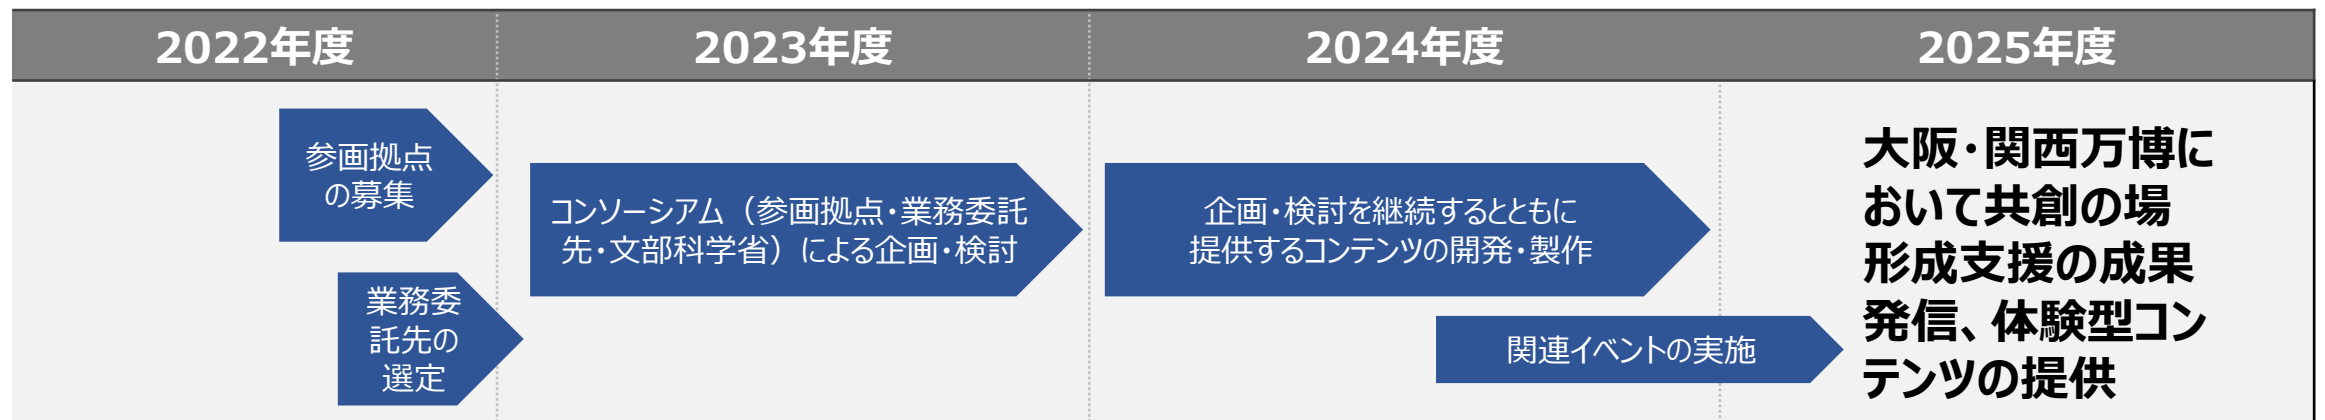 2022年度
2023年度
2024年度
2025年度
参画拠点
の募集
業務委
託先の
選定
コンソーシアム（参画拠点・業務委託
先・文部科学省）による企画・検討
企画・検討を継続するとともに
提供するコンテンツの開発・製作
関連イベントの実施
大阪・関西万博に
おいて共創の場
形成支援の成果
発信、体験型コン
テンツの提供